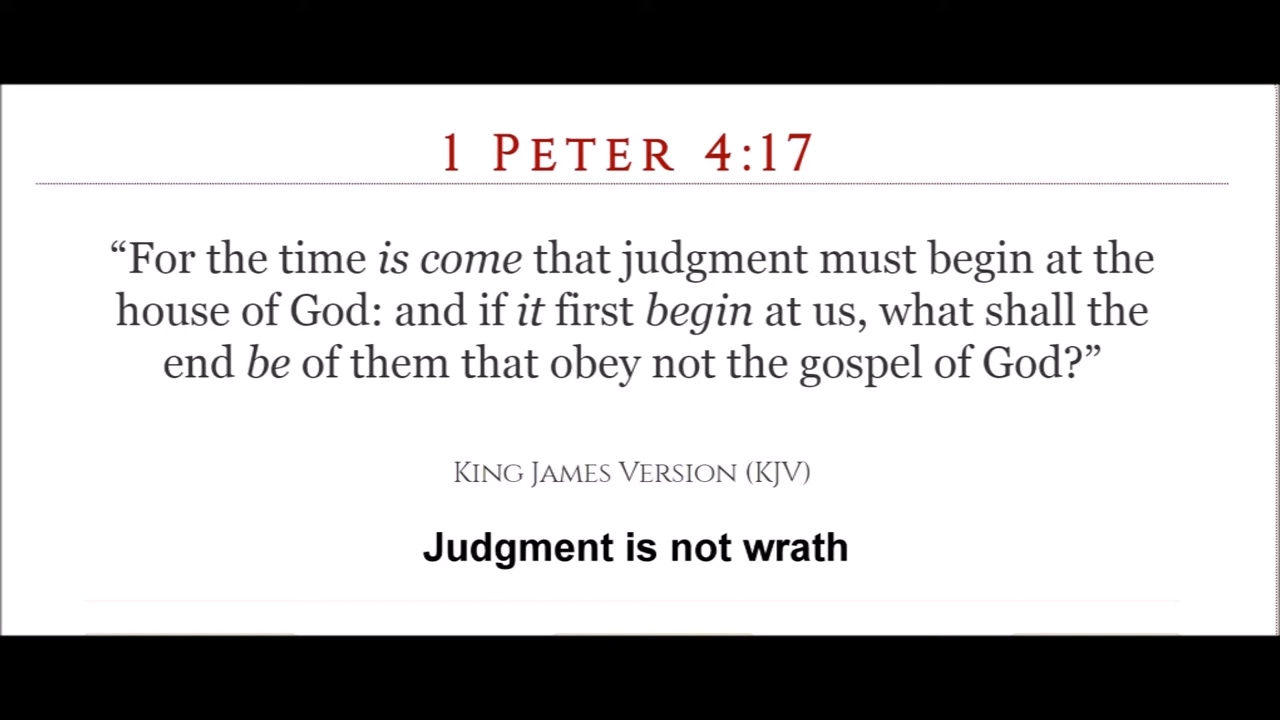 1 Peter 4:17
“For the time is come that judgment must begin at the
house of God: and if it first begin at us, what shall the
end be of them that obey not the gospel of God?”
King James Version (KJV)
Judgment is not wrath